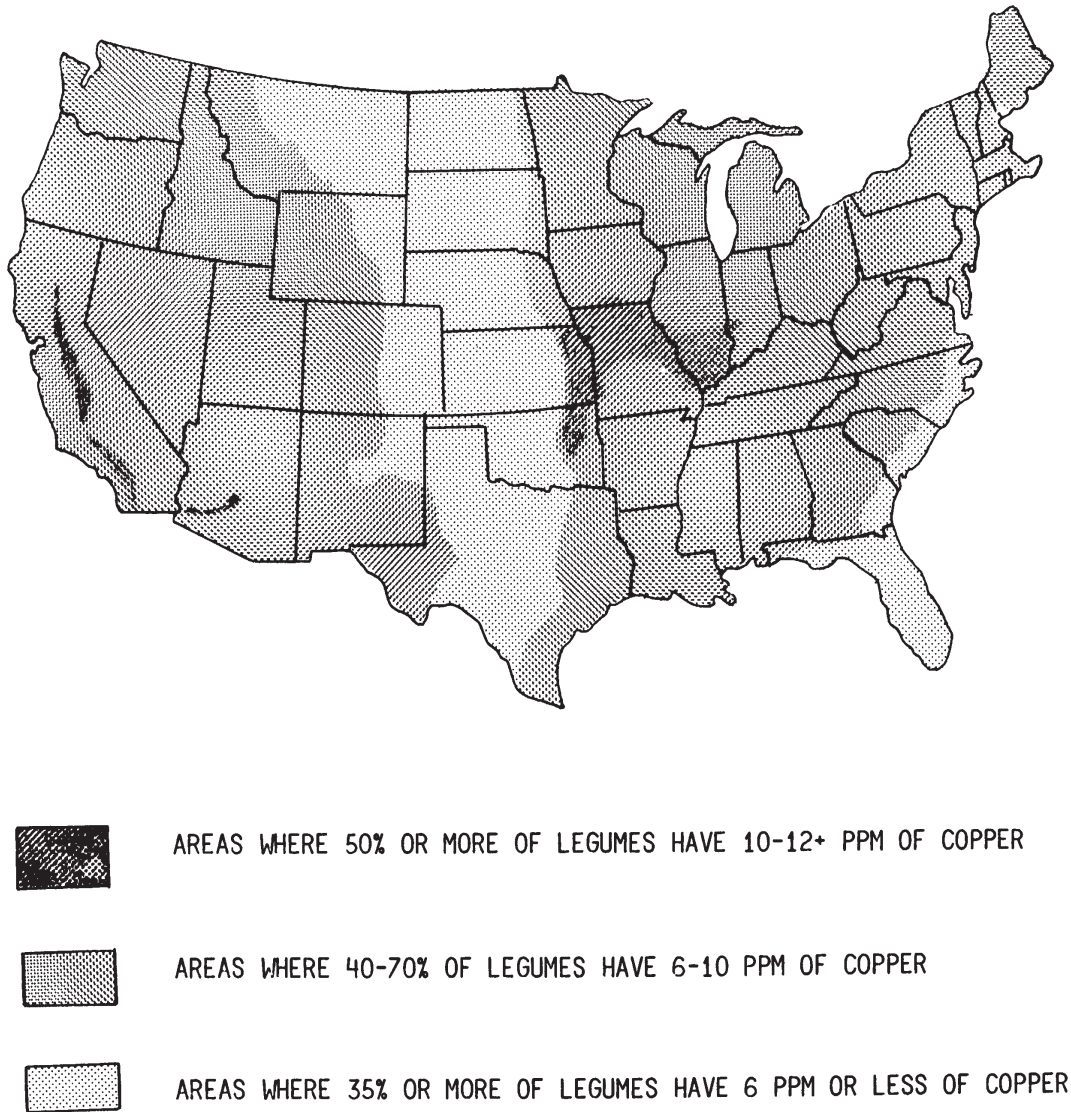 AREAS WHERE 50% OR MORE OF LEGUMES HAVE 10-12+ PPM OF COPPER
AREAS WHERE 40-70% OF LEGUMES HAVE 6-10 PPM OF COPPER
AREAS WHERE 35% OR MORE OF LEGUMES HAVE 6 PPM OR LESS OF COPPER